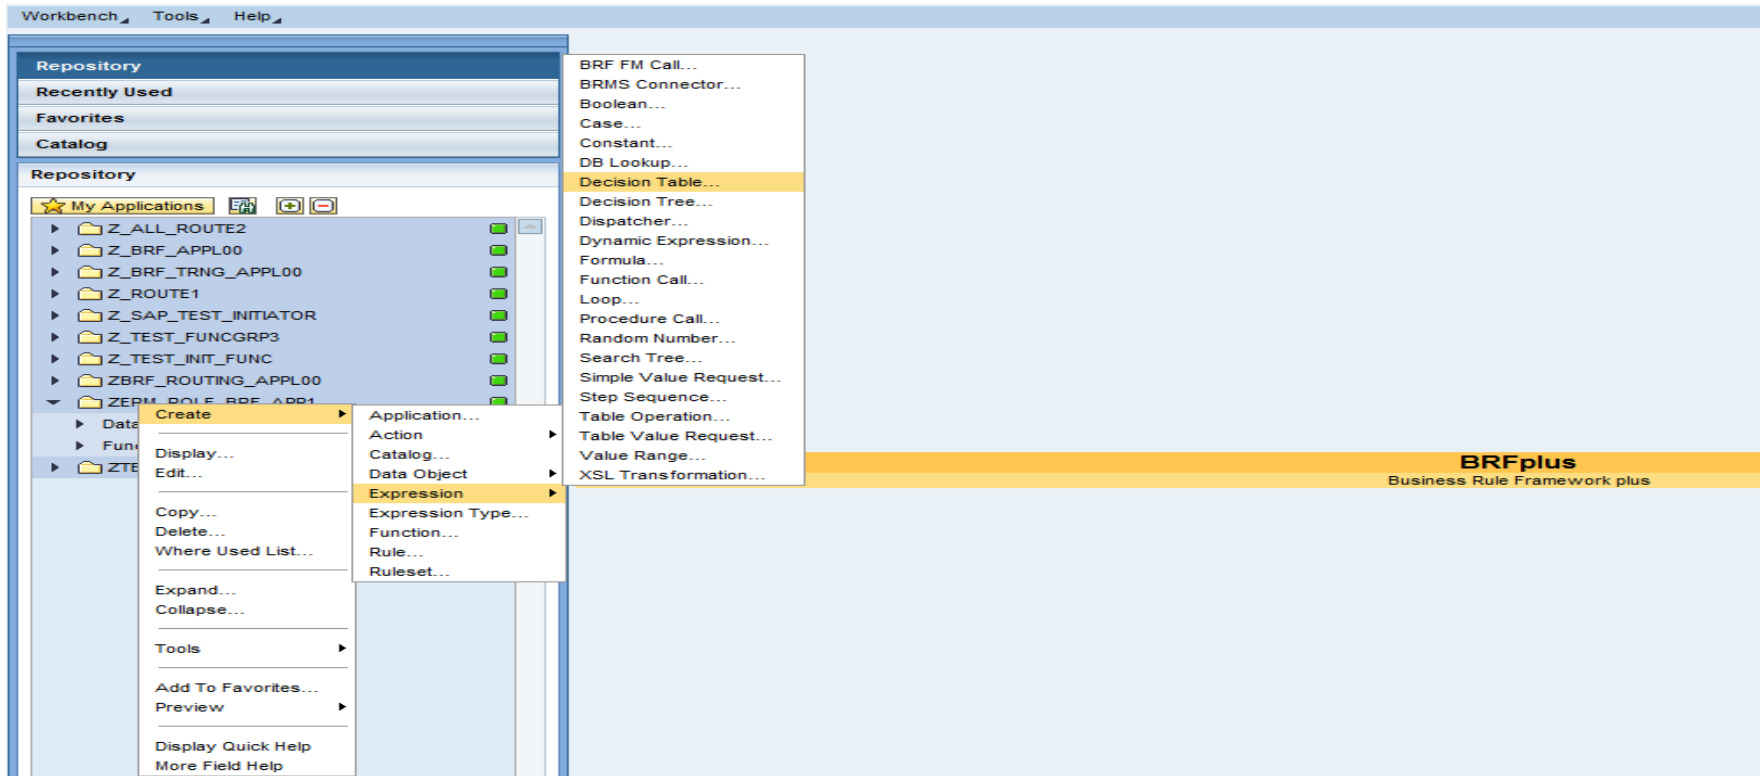 Workbench Tools Help
Repository
Recently Used
Favorites
Catalog
Repository
My Applications
Z_ALL_ROUTE2
Z_BRF_APPL00
Z_BRF_TRNG_APPL00
Z_ROUTE1
Z_SAP_TEST_INITIATOR
Z_TEST_FUNCGRP3
Z_TEST_INIT_FUNC
ZBRF_ROUTING_APPL00
ZERM_ROLE_BRF_APP1
Data
Func
ZTE
Create
Display...
Edit...
Copy...
Delete...
Where Used List...
Expand...
Collapse...
Tools
Add To Favorites...
Preview
Display Quick Help
More Field Help
Application...
Action
Catalog...
Data Object
Expression
Expression Type...
Function...
Rule...
Ruleset...
BRF FM Call...
BRMS Connector...
Boolean...
Case...
Constant...
DB Lookup...
Decision Table...
Decision Tree...
Dispatcher...
Dynamic Expression...
Formula...
Function Call...
Loop...
Procedure Call...
Random Number...
Search Tree...
Simple Value Request...
Step Sequence...
Table Operation...
Table Value Request...
Value Range...
XSL Transformation...
BRFplus
Business Rule Framework plus